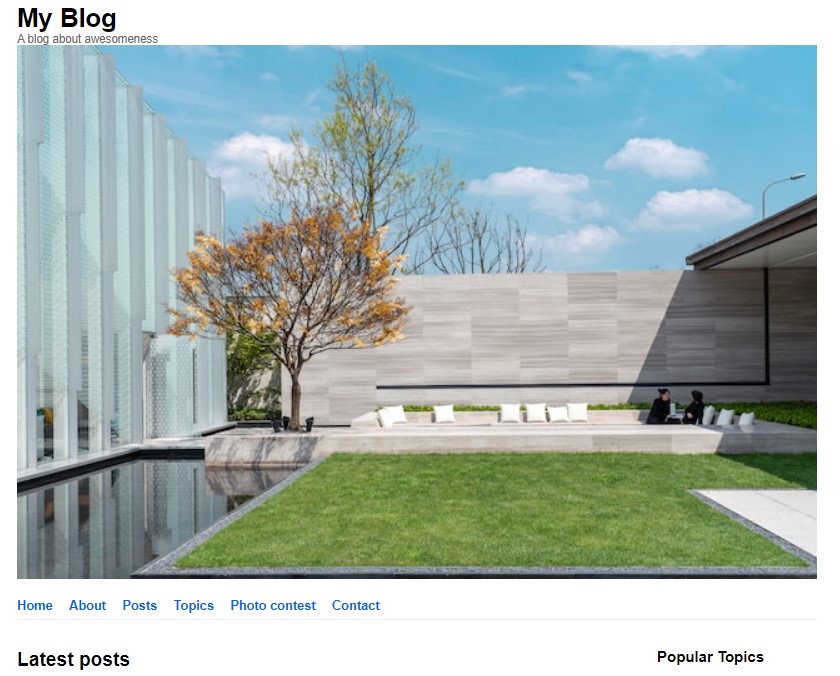 My Blog
A blog about awesomeness
Home About Posts Topics Photo contest Contact
Latest posts
Popular Topics